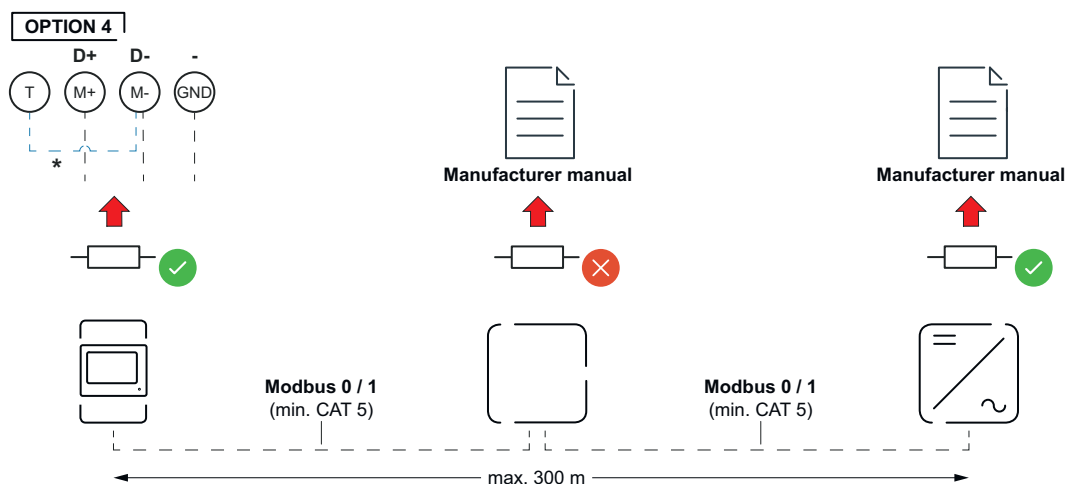 OPTION 4
D+ D- -
T M+ M- GND
*
Manufacturer manual Manufacturer manual
Modbus 0 / 1 Modbus 0 / 1
(min. CAT 5) (min. CAT 5)
max. 300 m